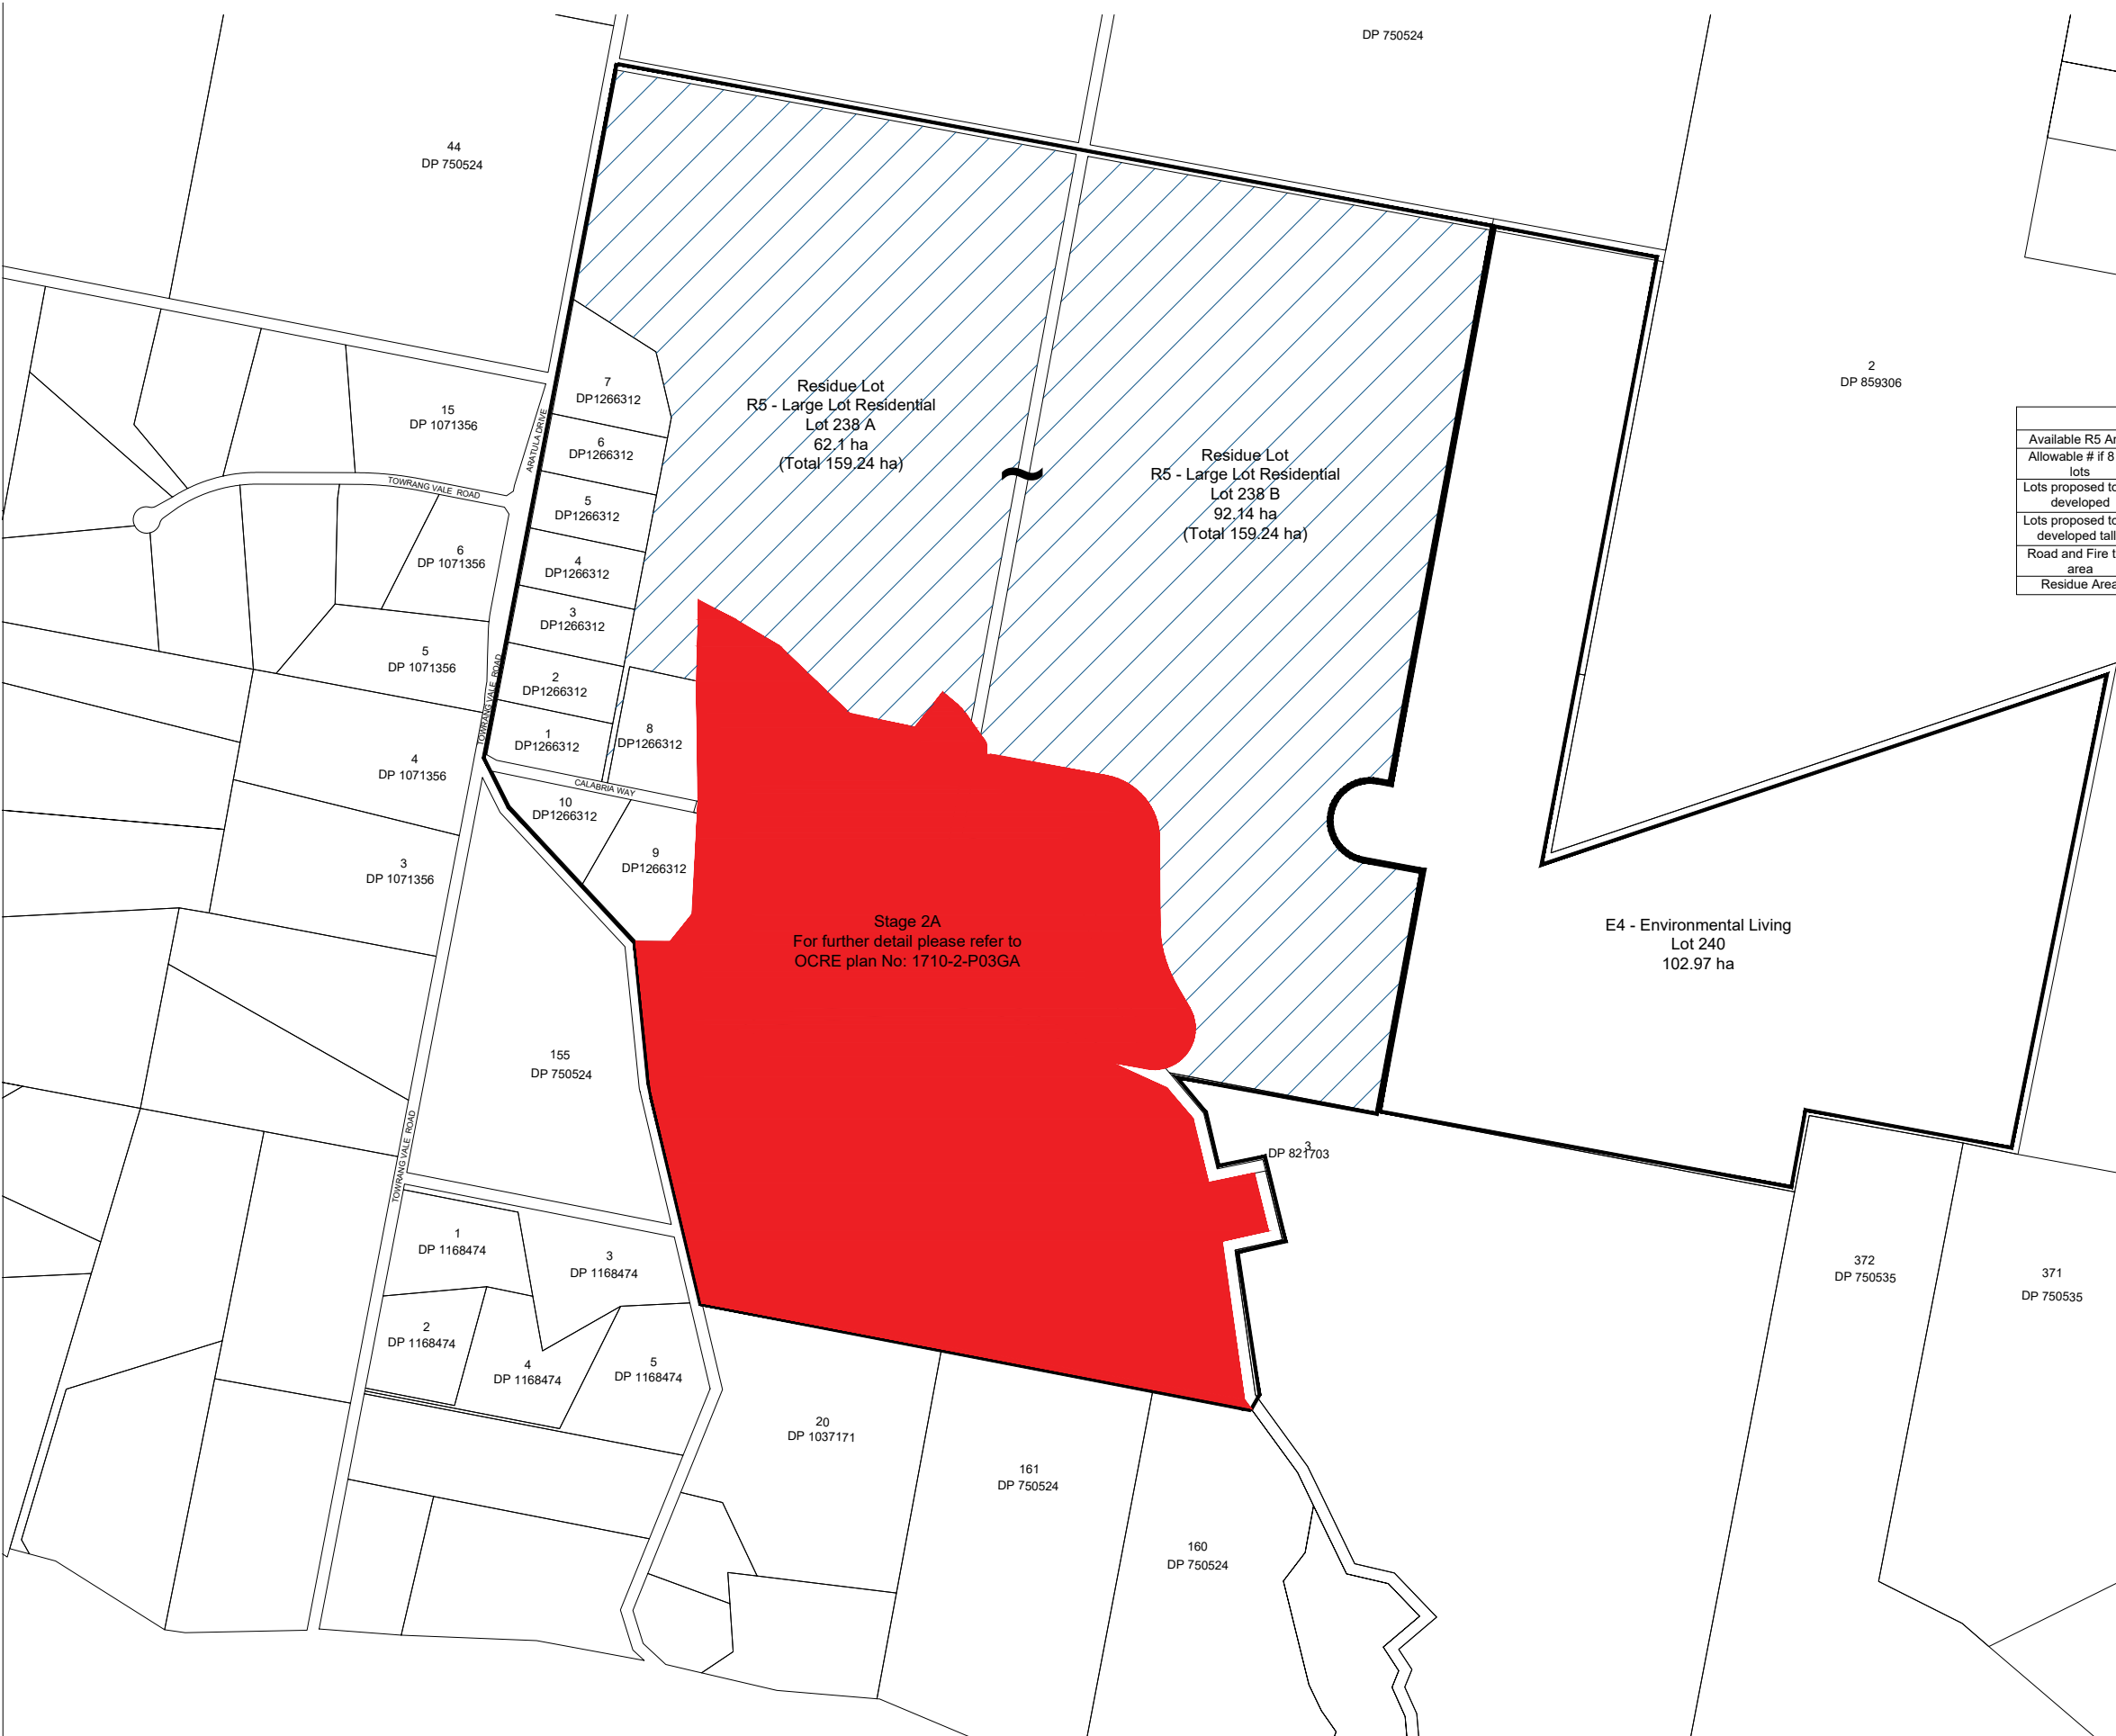 DP 750524
44
DP 750524
2
DP 859306
7
DP1266312
Residue Lot
R5 - Large Lot Residential
Lot 238 A
62.1 ha
(Total 159.24 ha)
15
DP 1071356
ARATULA DRIVE
6
DP1266312
Residue Lot
R5 - Large Lot Residential
Lot 238 B
92.14 ha
(Total 159.24 ha)
Available R5
Allowable # if 8
lots
Lots proposed
developed
Lots proposed
developed
Road and Fire
area
Residue Area
TOWRANG VALE ROAD
5
DP1266312
6
DP 1071356
4
DP1266312
3
DP1266312
5
DP 1071356
TOWRANG VALE ROAD
2
DP1266312
1
DP1266312
8
DP1266312
4
DP 1071356
CALABRIA WAY
10
DP1266312
9
DP1266312
3
DP 1071356
Stage 2A
For further detail please refer to
OCRE plan No: 1710-2-P03GA
E4 - Environmental Living
Lot 240
102.97 ha
155
DP 750524
TOWRANG VALE ROAD
3
DP 821703
1
DP 1168474
3
DP 1168474
372
DP 750535
371
DP 750535
2
DP 1168474
4
DP 1168474
5
DP 1168474
20
DP 1037171
161
DP 750524
160
DP 750524